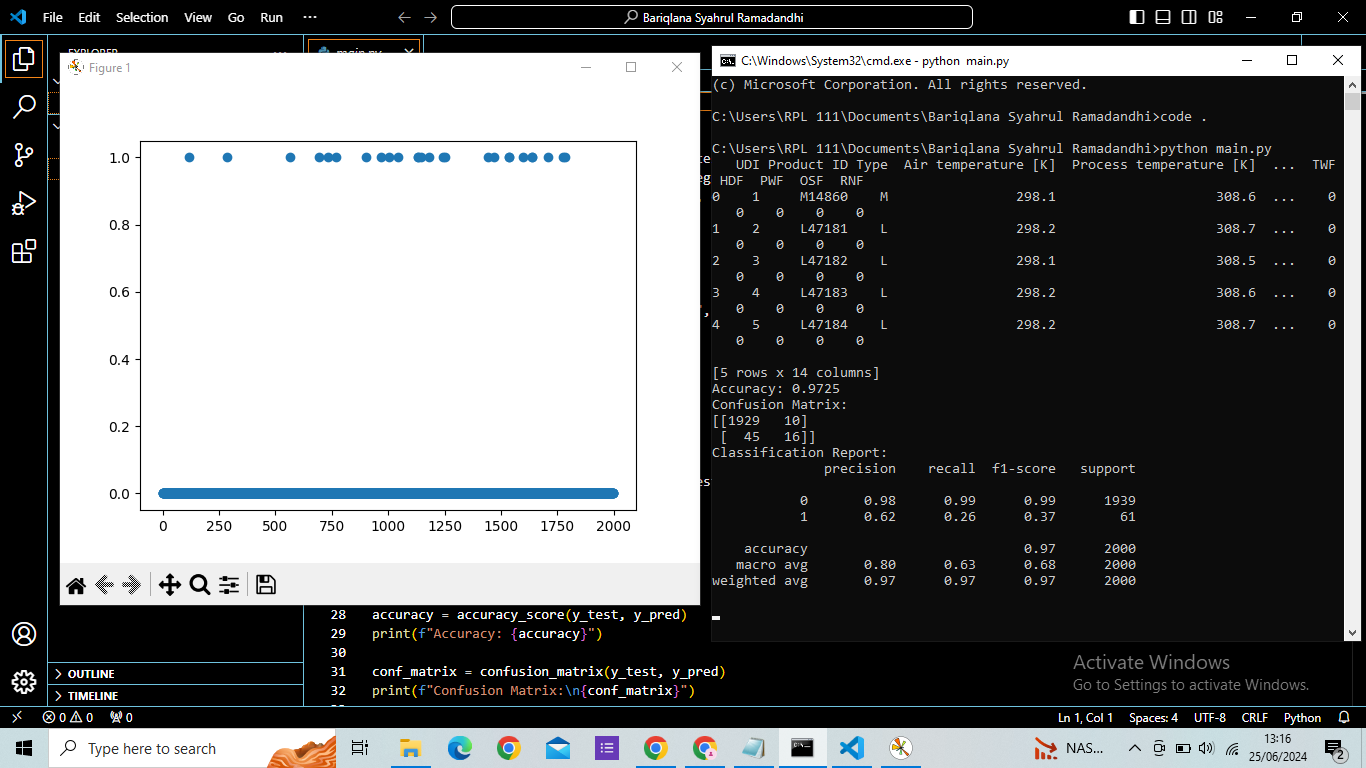 File Edit Selection View Go Run ... Bariqlana Syahrul Ramadandhi
EXPLORER
main.py
Figure 1
1.0
0.8
0.6
0.4
0.2
0.0
0 250 500 750 1000 1250 1500 1750 2000
C:\Windows\System32\cmd.exe - python main.py
(c) Microsoft Corporation. All rights reserved.
C:\Users\RPL 111\Documents\Bariqlana Syahrul Ramadandhi>code .
C:\Users\RPL 111\Documents\Bariqlana Syahrul Ramadandhi>python main.py
UDI Product ID Type Air temperature [K] Process temperature [K] ... TWF
HDF PWF OSF RNF
0 1 M14860 M 298.1 308.6 ... 0
0 0 0 0
1 2 L47181 L 298.2 308.7 ... 0
0 0 0 0
2 3 L47182 L 298.1 308.5 ... 0
0 0 0 0
3 4 L47183 L 298.2 308.6 ... 0
0 0 0 0
4 5 L47184 L 298.2 308.7 ... 0
0 0 0 0
[5 rows x 14 columns]
Accuracy: 0.9725
Confusion Matrix:
[[1929 10]
[ 45 16]]
Classification Report:
precision recall f1-score support
0 0.98 0.99 0.99 1939
1 0.62 0.26 0.37 61
accuracy 0.97 2000
macro avg 0.80 0.63 0.68 2000
weighted avg 0.97 0.97 0.97 2000
28 accuracy = accuracy_score(y_test, y_pred)
29 print(f"Accuracy: {accuracy}")
30
31 conf_matrix = confusion_matrix(y_test, y_pred)
32 print(f"Confusion Matrix:\n{conf_matrix}")
OUTLINE
TIMELINE
Activate Windows
Go to Settings to activate Windows.
0 0 0 Ln 1, Col 1 Spaces: 4 UTF-8 CRLF Python
Type here to search
NAS...
13:16
25/06/2024
2